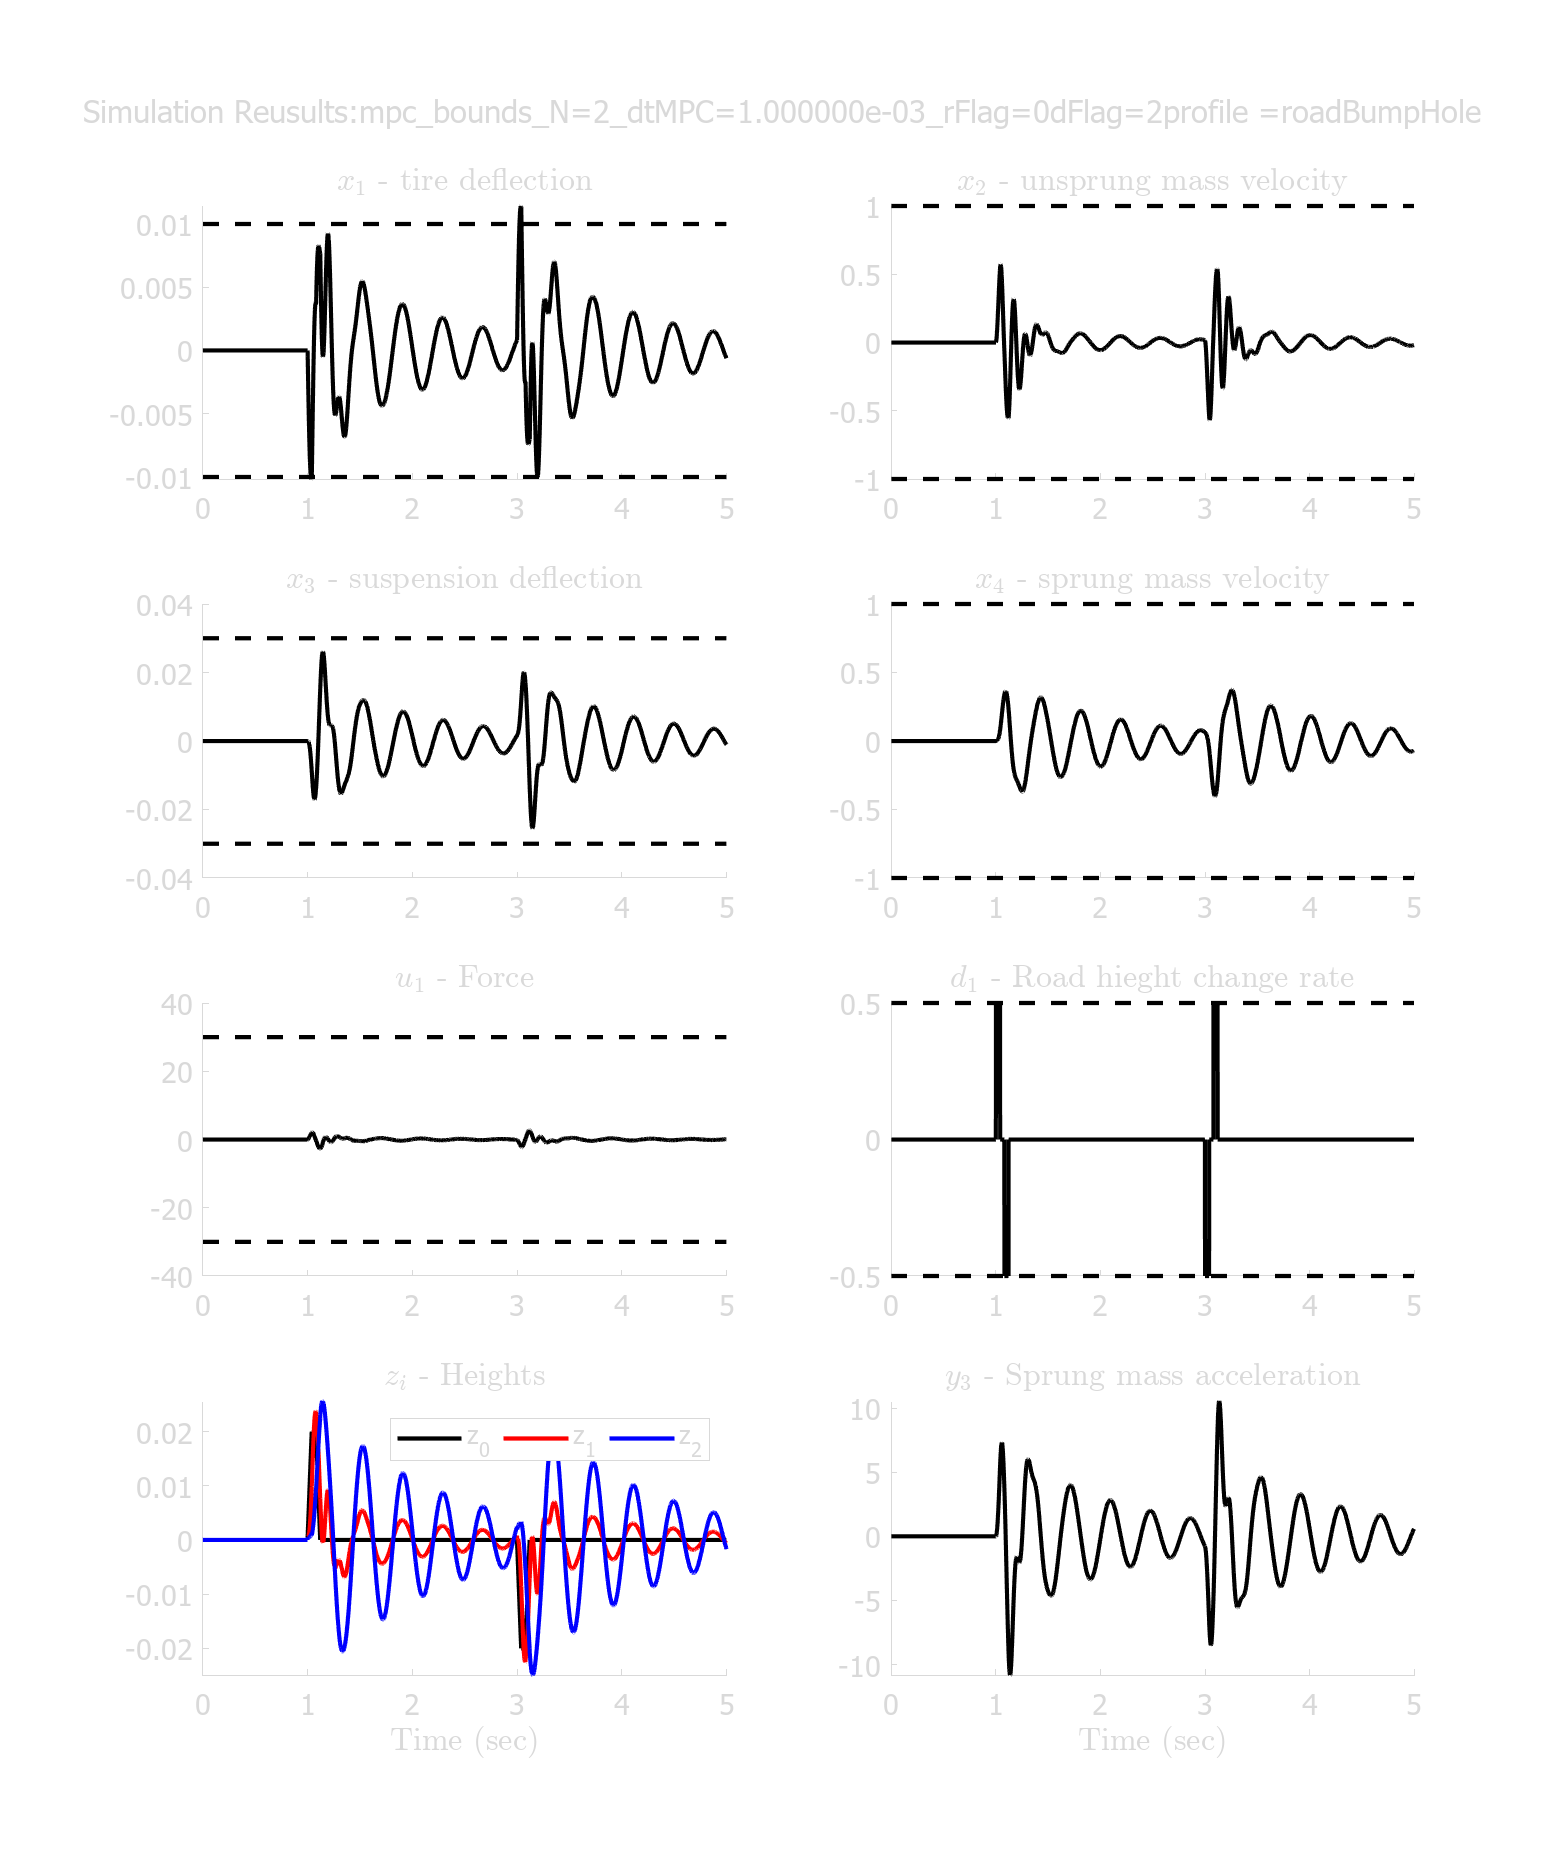 Simulation Reusults:mpc_bounds_N=2_dtMPC=1.000000e-03_rFlag=0dFlag=2profile =roadBumpHole
x1 - tire deflection
0.01
0.005
0
-0.005
-0.01
0 1 2 3 4 5
x2 - unsprung mass velocity
1
0.5
0
-0.5
-1
0 1 2 3 4 5
x3 - suspension deflection
0.04
0.02
0
-0.02
-0.04
0 1 2 3 4 5
x4 - sprung mass velocity
1
0.5
0
-0.5
-1
0 1 2 3 4 5
u1 - Force
40
20
0
-20
-40
0 1 2 3 4 5
d1 - Road hieght change rate
0.5
0
-0.5
0 1 2 3 4 5
zi - Heights
z0 z1 z2
0.02
0.01
0
-0.01
-0.02
0 1 2 3 4 5
Time (sec)
y3 - Sprung mass acceleration
10
5
0
-5
-10
0 1 2 3 4 5
Time (sec)